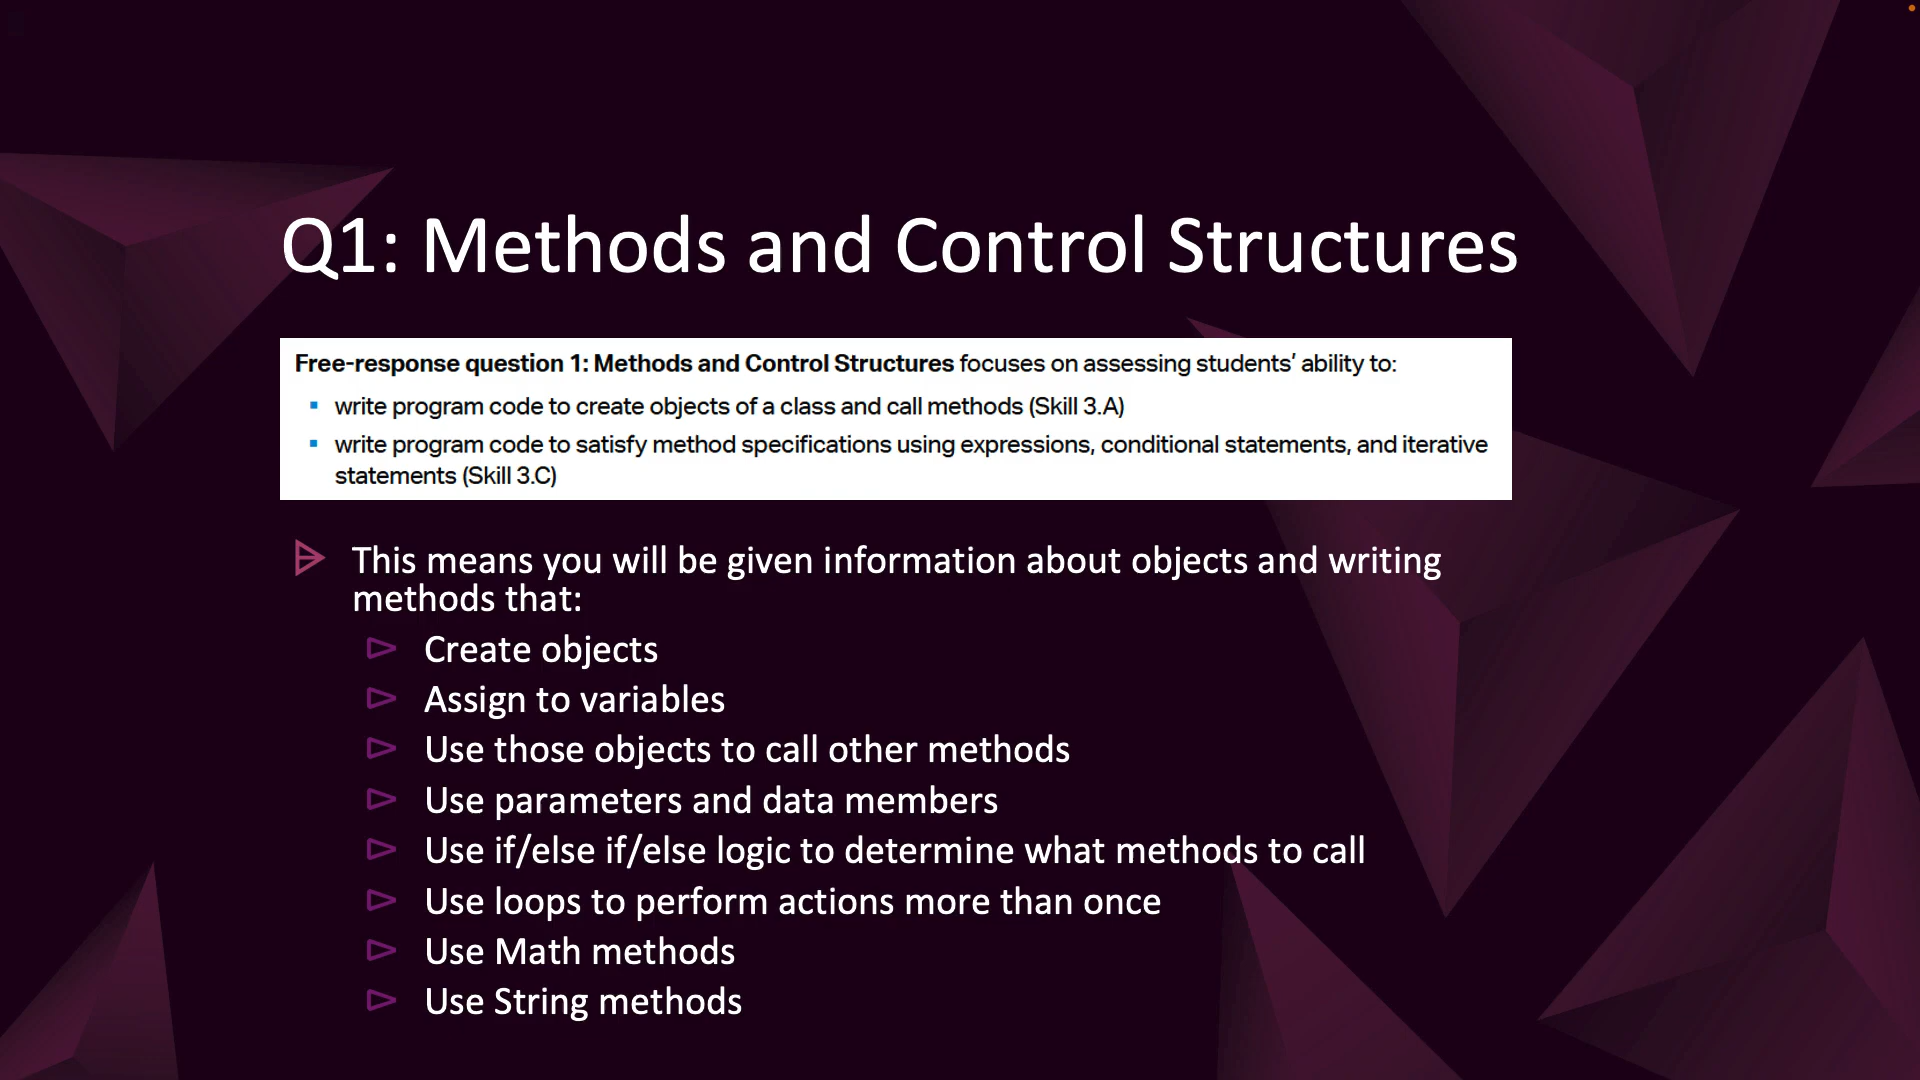 Q1: Methods and Control Structures
Free-response question 1: Methods and Control Structures focuses on assessing students’ ability to:
write program code to create objects of a class and call methods (Skill 3.A)
write program code to satisfy method specifications using expressions, conditional statements, and iterative
statements (Skill 3.C)
This means you will be given information about objects and writing
methods that:
Create objects
Assign to variables
Use those objects to call other methods
Use parameters and data members
Use if/else if/else logic to determine what methods to call
Use loops to perform actions more than once
Use Math methods
Use String methods